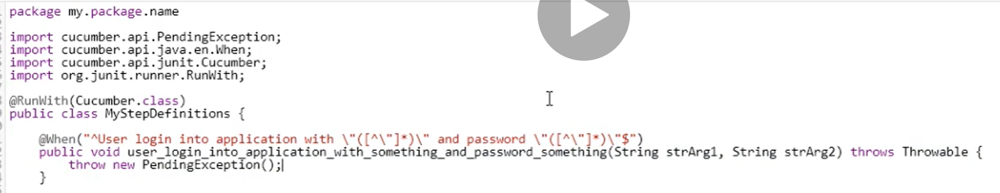 package my.package.name
import cucumber.api.PendingException;
import cucumber.api.java.en.When;
import cucumber.api.junit.Cucumber;
import org.junit.runner.RunWith;
@RunWith(Cucumber.class)
public class MyStepDefinitions {
@When("^User login into application with \"([^\"]*)\" and password \"([^\"]*)\"$")
public void user_login_into_application_with_something_and_password_something(String strArg1, String strArg2) throws Throwable {
throw new PendingException();
}